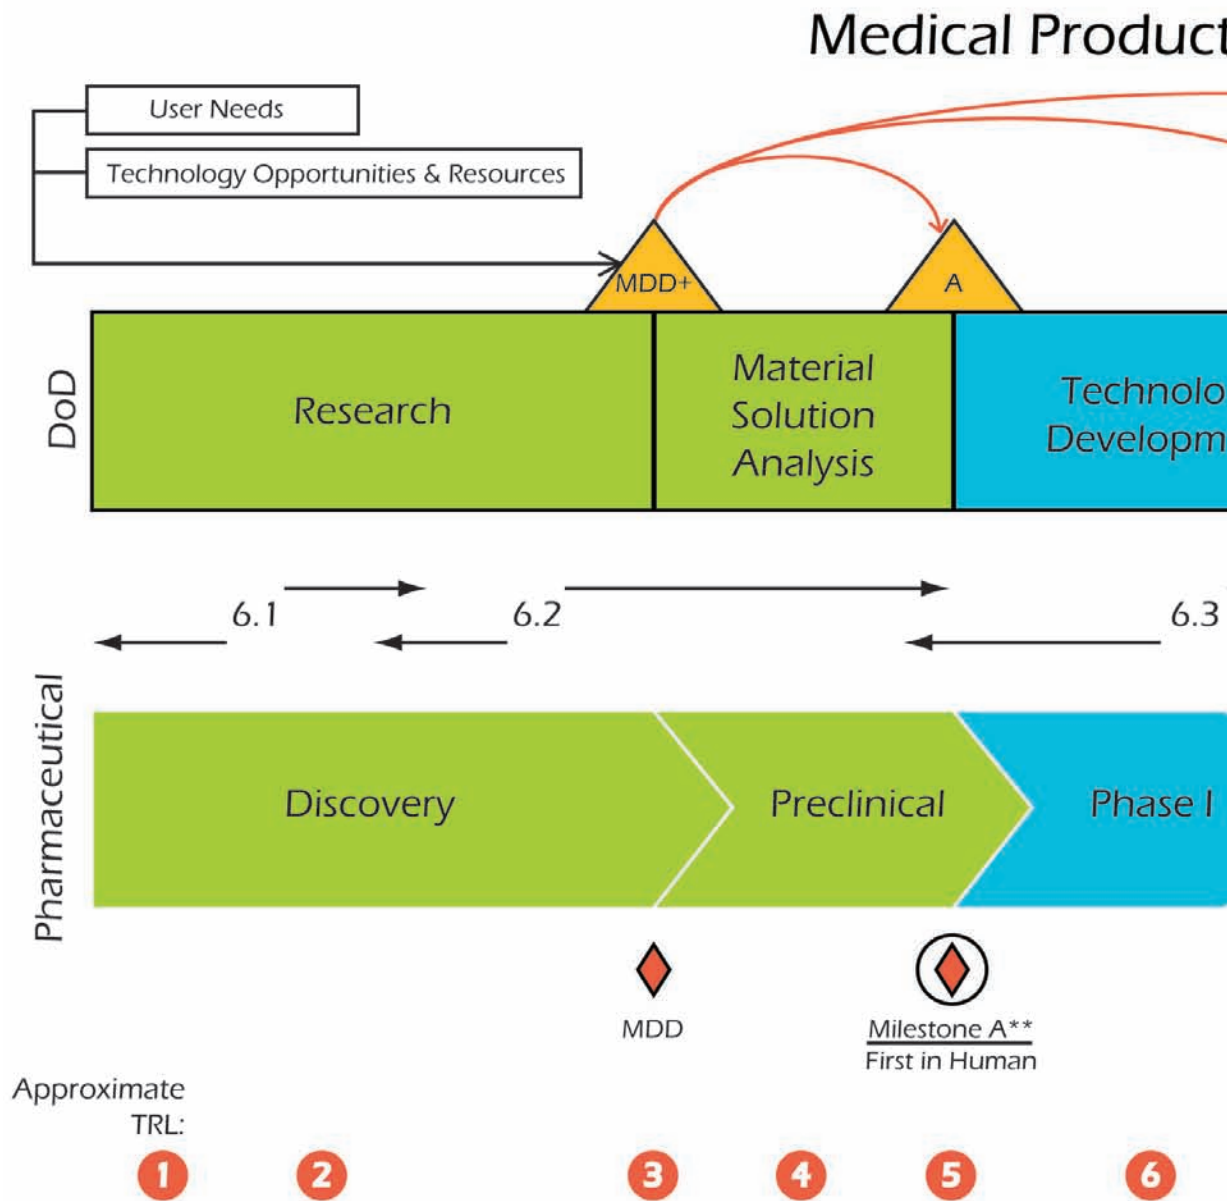 Medical Product
User Needs
Technology Opportunities & Resources
MDD+
A
DoD
Research
Material
Solution
Analysis
Technolo
Developm
6.1
6.2
6.3
Pharmaceutical
Discovery
Preclinical
Phase I
MDD
Milestone A**
First in Human
Approximate
TRL:
1
2
3
4
5
6